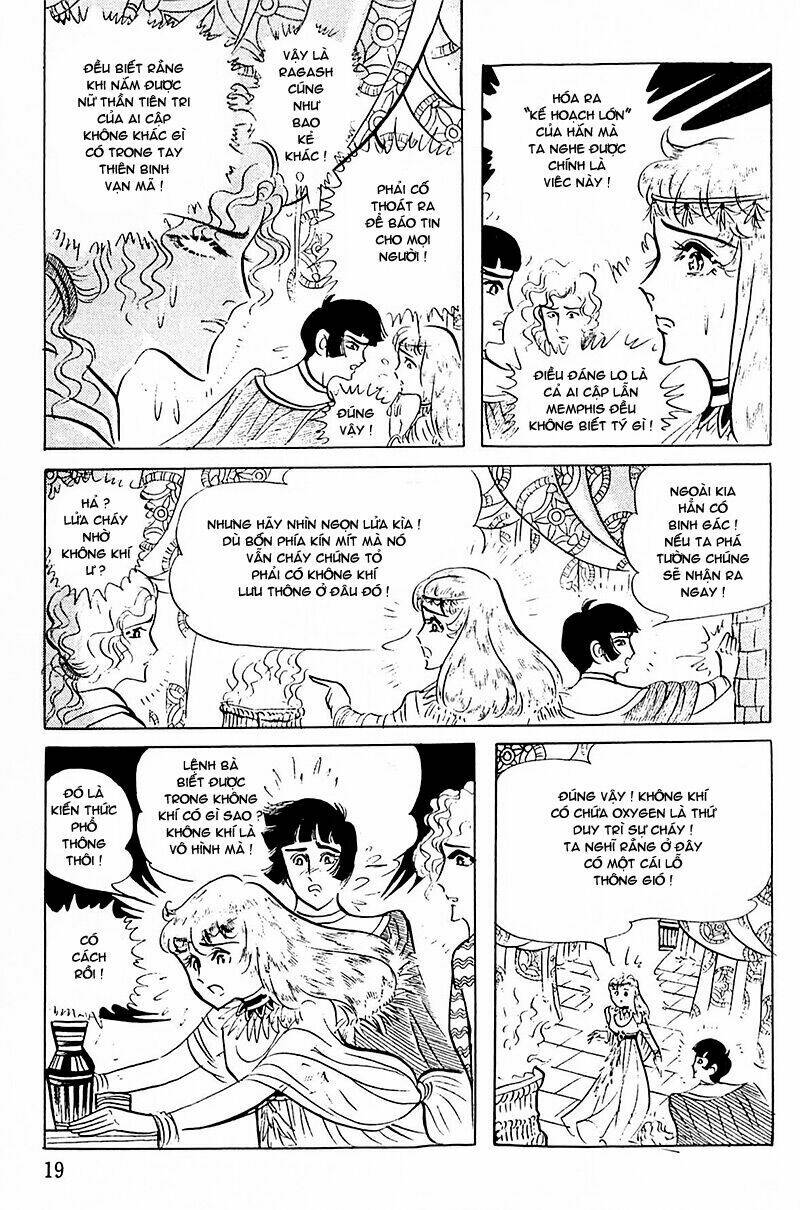 HÓA RA
"KẾ HOẠCH LỚN"
CỦA HẮN MÀ
TA NGHE ĐƯỢC
CHÍNH LÀ
VIỆC NÀY !
ĐIỀU ĐÁNG LO LÀ
CẢ AI CẬP LẪN
MEMPHIS ĐỀU
KHÔNG BIẾT TÝ GÌ !
VẬY LÀ
RAGASH
CŨNG
NHƯ
BAO
KẺ
KHÁC !
ĐỀU BIẾT RẰNG
KHI NẮM ĐƯỢC
NỮ THẦN TIÊN TRI
CỦA AI CẬP
KHÔNG KHÁC GÌ
CÓ TRONG TAY
THIÊN BINH
VẠN MÃ !
PHẢI CỐ
THOÁT RA
ĐỂ BÁO TIN
CHO MỌI
NGƯỜI !
ĐÚNG
VẬY !
NGOÀI KIA
HẲN CÓ
BINH GÁC !
NẾU TA PHÁ
TƯỜNG CHÚNG
SẼ NHẬN RA
NGAY !
NHƯNG HÃY NHÌN NGỌN LỬA KÌA !
DÙ BỐN PHÍA KÍN MÍT MÀ NÓ
VẪN CHÁY CHỨNG TỎ
PHẢI CÓ KHÔNG KHÍ
LƯU THÔNG Ở ĐÂU ĐÓ !
HẢ ?
LỬA CHÁY
NHỜ
KHÔNG KHÍ
Ư ?
ĐÚNG VẬY ! KHÔNG KHÍ
CÓ CHỨA OXYGEN LÀ THỨ
DUY TRÌ SỰ CHÁY !
TA NGHĨ RẰNG Ở ĐÂY
CÓ MỘT CÁI LỖ
THÔNG GIÓ !
LỆNH BÀ
BIẾT ĐƯỢC
TRONG KHÔNG
KHÍ CÓ GÌ SAO ?
KHÔNG KHÍ LÀ
VÔ HÌNH MÀ !
ĐÓ LÀ
KIẾN THỨC
PHỔ
THÔNG
THÔI !
CÓ
CÁCH
RỒI !
19